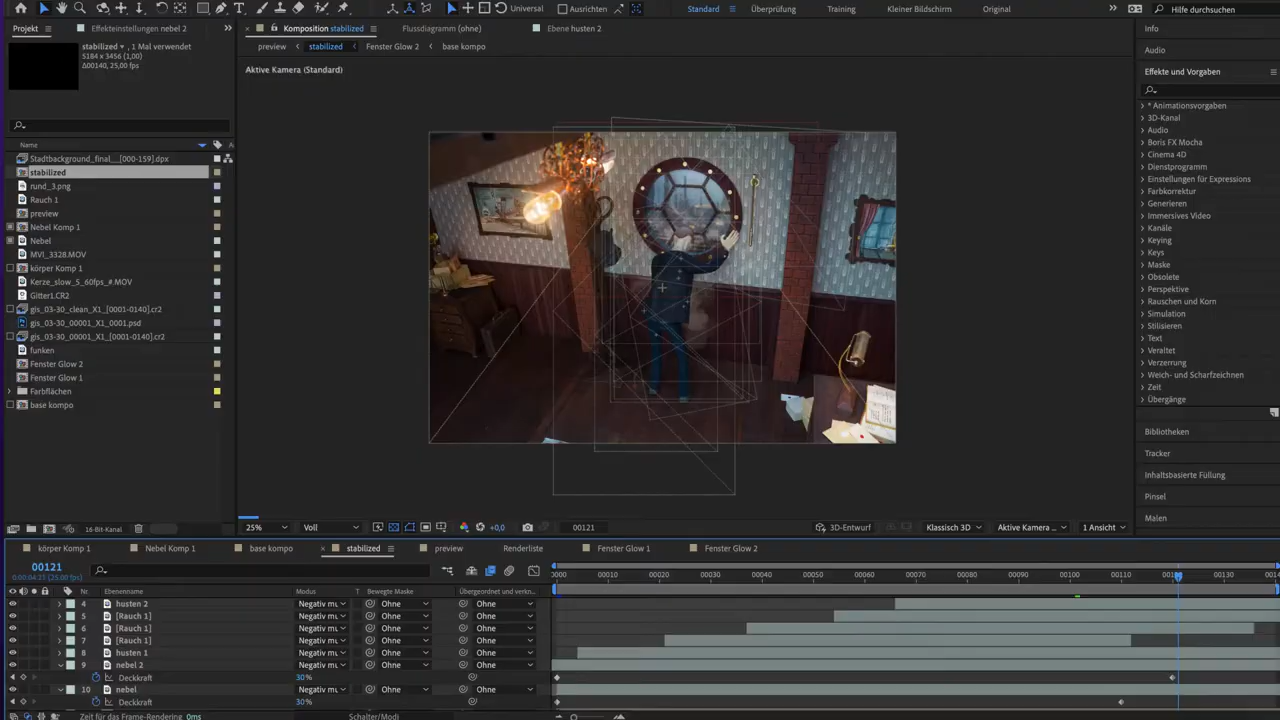 Universal
Ausrichten
Standard
Überprüfung
Training
Kleiner Bildschirm
Original
Hilfe durchsuchen
Projekt
Effekteinstellungen nebel 2
Komposition stabilized
Flussdiagramm (ohne)
Ebene husten 2
preview
stabilized
Fenster Glow 2
base kompo
stabilized , 1 Mal verwendet
5184 x 3456 (1,00)
Δ00140, 25,00 fps
Aktive Kamera (Standard)
Name
Stadtbackground_final__[000-159].dpx
stabilized
rund_3.png
Rauch 1
preview
Nebel Komp 1
Nebel
MVI_3328.MOV
körper Komp 1
Kerze_slow_5_60fps_#.MOV
Gitter1.CR2
gis_03-30_clean_X1_[0001-0140].cr2
gis_03-30_00001_X1_0001.psd
gis_03-30_00001_X1_[0001-0140].cr2
funken
Fenster Glow 2
Fenster Glow 1
Farbflächen
base kompo
16-Bit-Kanal
25%
Voll
+0,0
00121
3D-Entwurf
Klassisch 3D
Aktive Kamera ...
1 Ansicht
Info
Audio
Effekte und Vorgaben
* Animationsvorgaben
3D-Kanal
Audio
Boris FX Mocha
Cinema 4D
Dienstprogramm
Einstellungen für Expressions
Farbkorrektur
Generieren
Immersives Video
Kanäle
Keying
Keys
Maske
Obsolete
Perspektive
Rauschen und Korn
Simulation
Stilisieren
Text
Veraltet
Verzerrung
Weich- und Scharfzeichnen
Zeit
Übergänge
Bibliotheken
Tracker
Inhaltsbasierte Füllung
Pinsel
Malen
körper Komp 1
Nebel Komp 1
base kompo
stabilized
preview
Renderliste
Fenster Glow 1
Fenster Glow 2
00121
0:00:04:21 (25.00 fps)
0000 00010 00020 00030 00040 00050 00060 00070 00080 00090 00100 00110 00130
Nr. Ebenenname Modus T Bewegte Maske Übergeordnet und verkn...
4 husten 2 Negativ mu Ohne Ohne
5 [Rauch 1] Negativ mu Ohne Ohne
6 [Rauch 1] Negativ mu Ohne Ohne
7 [Rauch 1] Negativ mu Ohne Ohne
8 husten 1 Negativ mu Ohne Ohne
9 nebel 2 Negativ mu Ohne Ohne
Deckkraft 30%
10 nebel Negativ mu Ohne Ohne
Deckkraft 30%
Zeit für das Frame-Rendering 0ms
Schalter/Modi